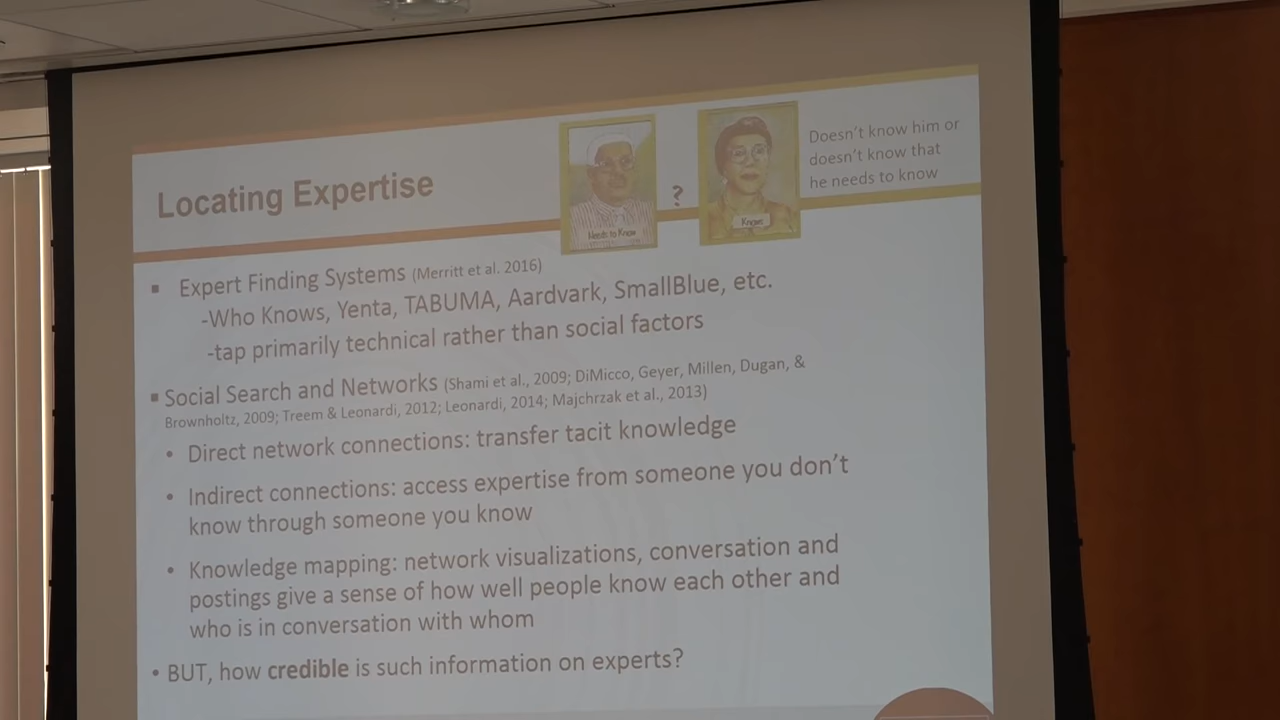 Locating Expertise
Needs to Know
?
Knows
Doesn't know him or
doesn't know that
he needs to know
▪ Expert Finding Systems (Merritt et al. 2016)
-Who Knows, Yenta, TABUMA, Aardvark, SmallBlue, etc.
-tap primarily technical rather than social factors
▪ Social Search and Networks (Shami et al., 2009; DiMicco, Geyer, Millen, Dugan, &
Brownholtz, 2009; Treem & Leonardi, 2012; Leonardi, 2014; Majchrzak et al., 2013)
• Direct network connections: transfer tacit knowledge
• Indirect connections: access expertise from someone you don't
know through someone you know
• Knowledge mapping: network visualizations, conversation and
postings give a sense of how well people know each other and
who is in conversation with whom
• BUT, how credible is such information on experts?